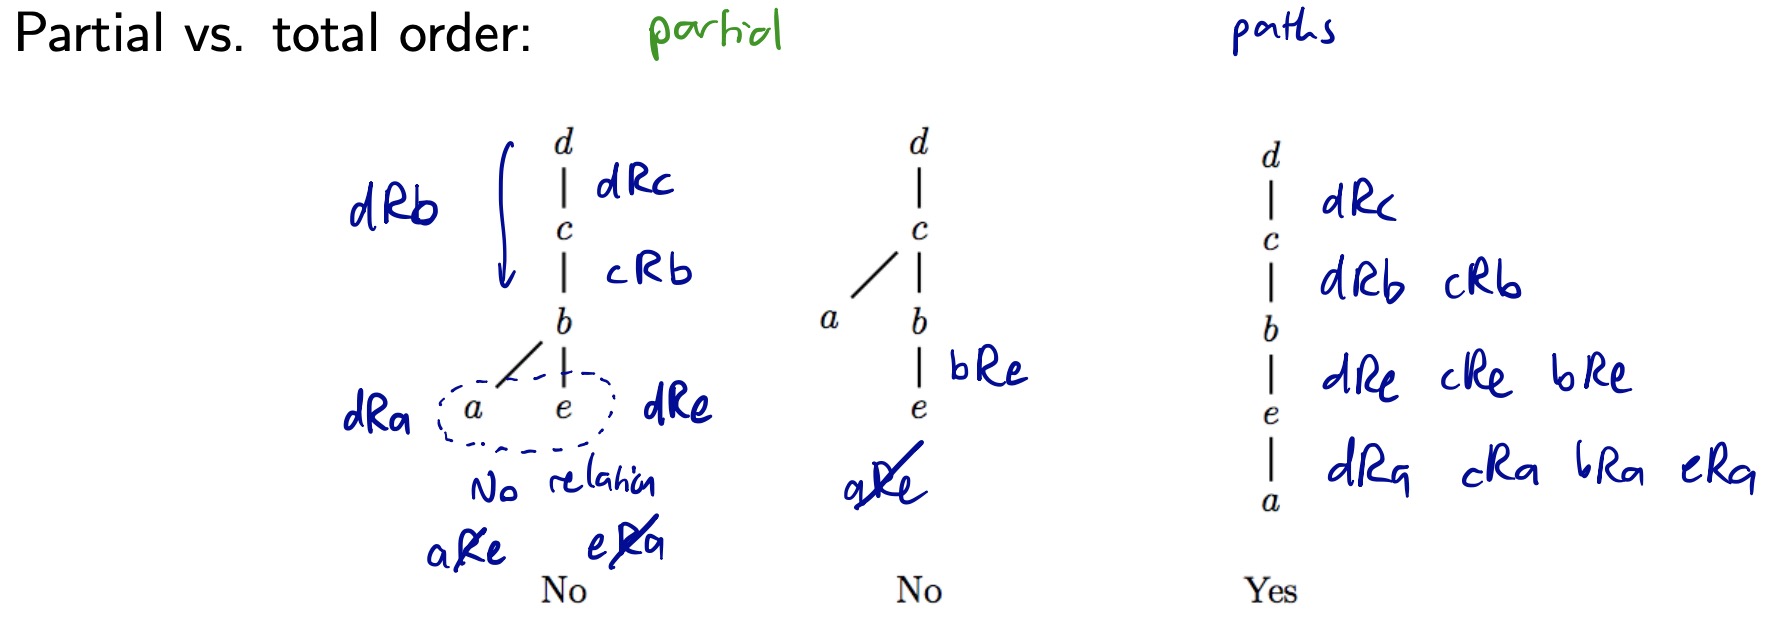 Partial vs. total order: partial paths
d d d
dRb dRc dRc
c c c
cRb dRb cRb
b a b b
bRe dRe cRe bRe
dRa a e dRe e e
No relation aRe dRa cRa bRa eRa
a
aRe eRa
No No Yes